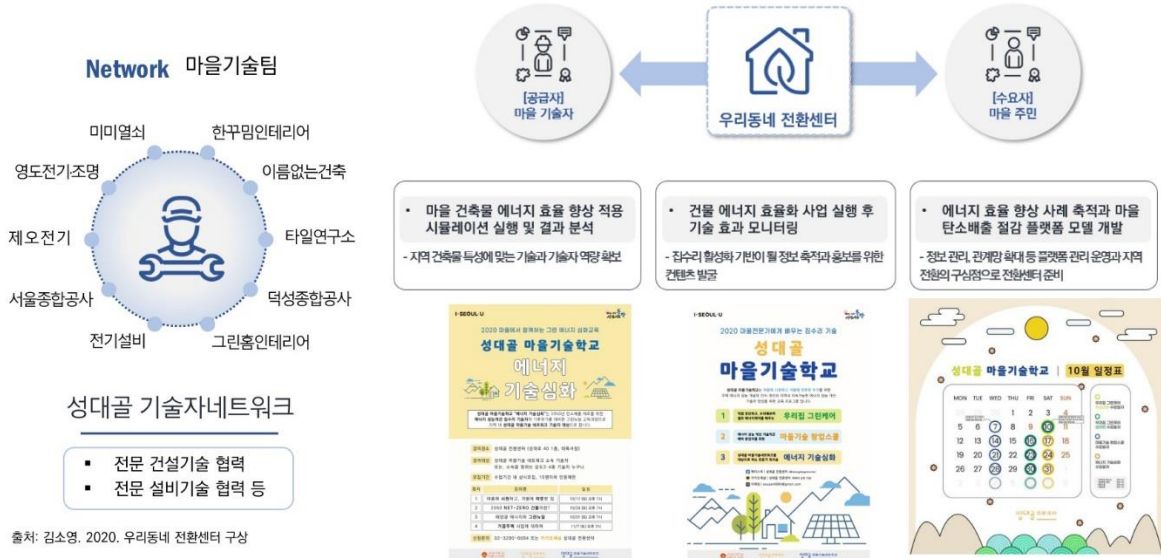 Network 마을기술팀
미미열쇠
한꾸밈인테리어
영도전기·조명
이름없는건축
제오전기
타일연구소
서울종합공사
덕성종합공사
전기설비
그린홈인테리어
성대골 기술자네트워크
▪ 전문 건설기술 협력
▪ 전문 설비기술 협력 등
출처: 김소영. 2020. 우리동네 전환센터 구상
[공급자]
마을 기술자
우리동네 전환센터
[수요자]
마을 주민
• 마을 건축물 에너지 효율 향상 적용
시뮬레이션 실행 및 결과 분석
- 지역 건축물 특성에 맞는 기술과 기술자 역량 확보
• 건물 에너지 효율화 사업 실행 후
기술 효과 모니터링
- 집수리 활성화 기반이 될 정보 축적과 홍보를 위한
컨텐츠 발굴
• 에너지 효율 향상 사례 축적과 마을
탄소배출 절감 플랫폼 모델 개발
- 정보 관리, 관계망 확대 등 플랫폼 관리 운영과 지역
전환의 구심점으로 전환센터 준비
I·SEOUL·U
2020 마을에서 함께하는 그린 에너지 심화교육
성대골 마을기술학교
에너지
기술심화
I·SEOUL·U
2020 마을전문가에게 배우는 집수리 기술
성대골
마을기술학교
1 우리집 그린케어
2 마을기술 창업스쿨
3 에너지 기술심화
성대골 마을기술학교 | 10월 일정표
MON TUE WED THU FRI SAT SUN
1 2 3 4
5 6 7 8 9 10 11
12 13 14 15 16 17 18
19 20 21 22 23 24 25
26 27 28 29 30 31